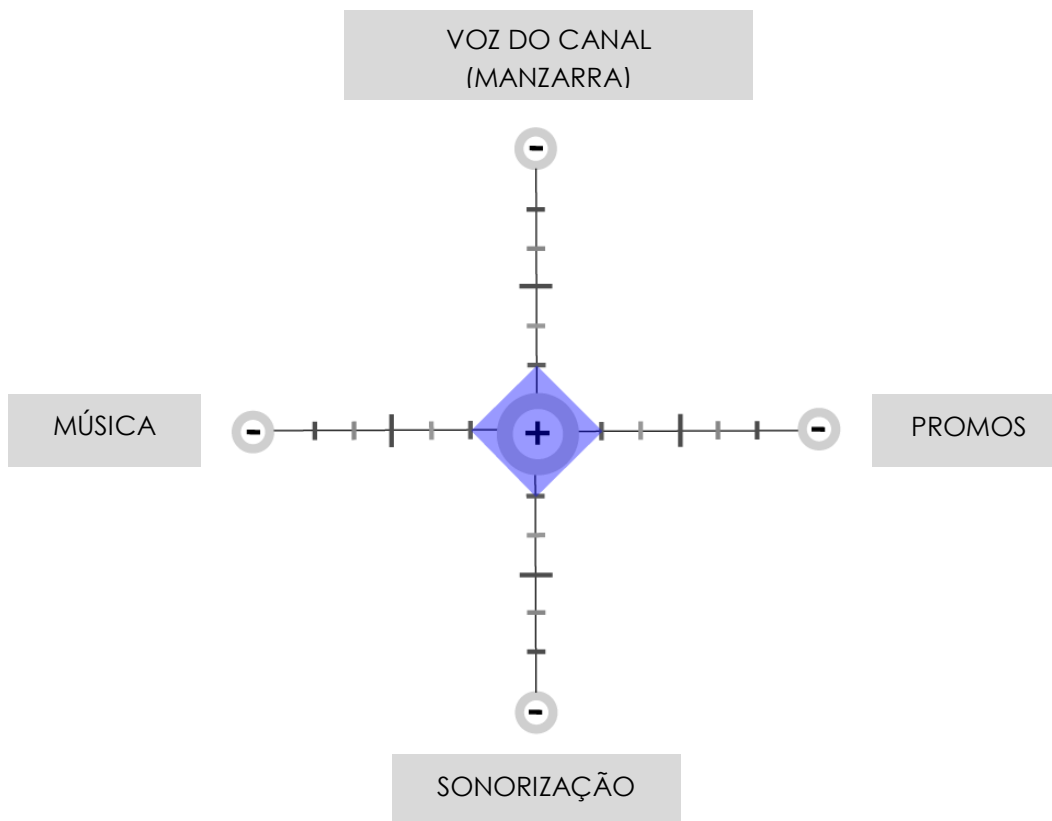 VOZ DO CANAL
(MANZARRA)
-
MÚSICA
-
+
-
PROMOS
-
SONORIZAÇÃO